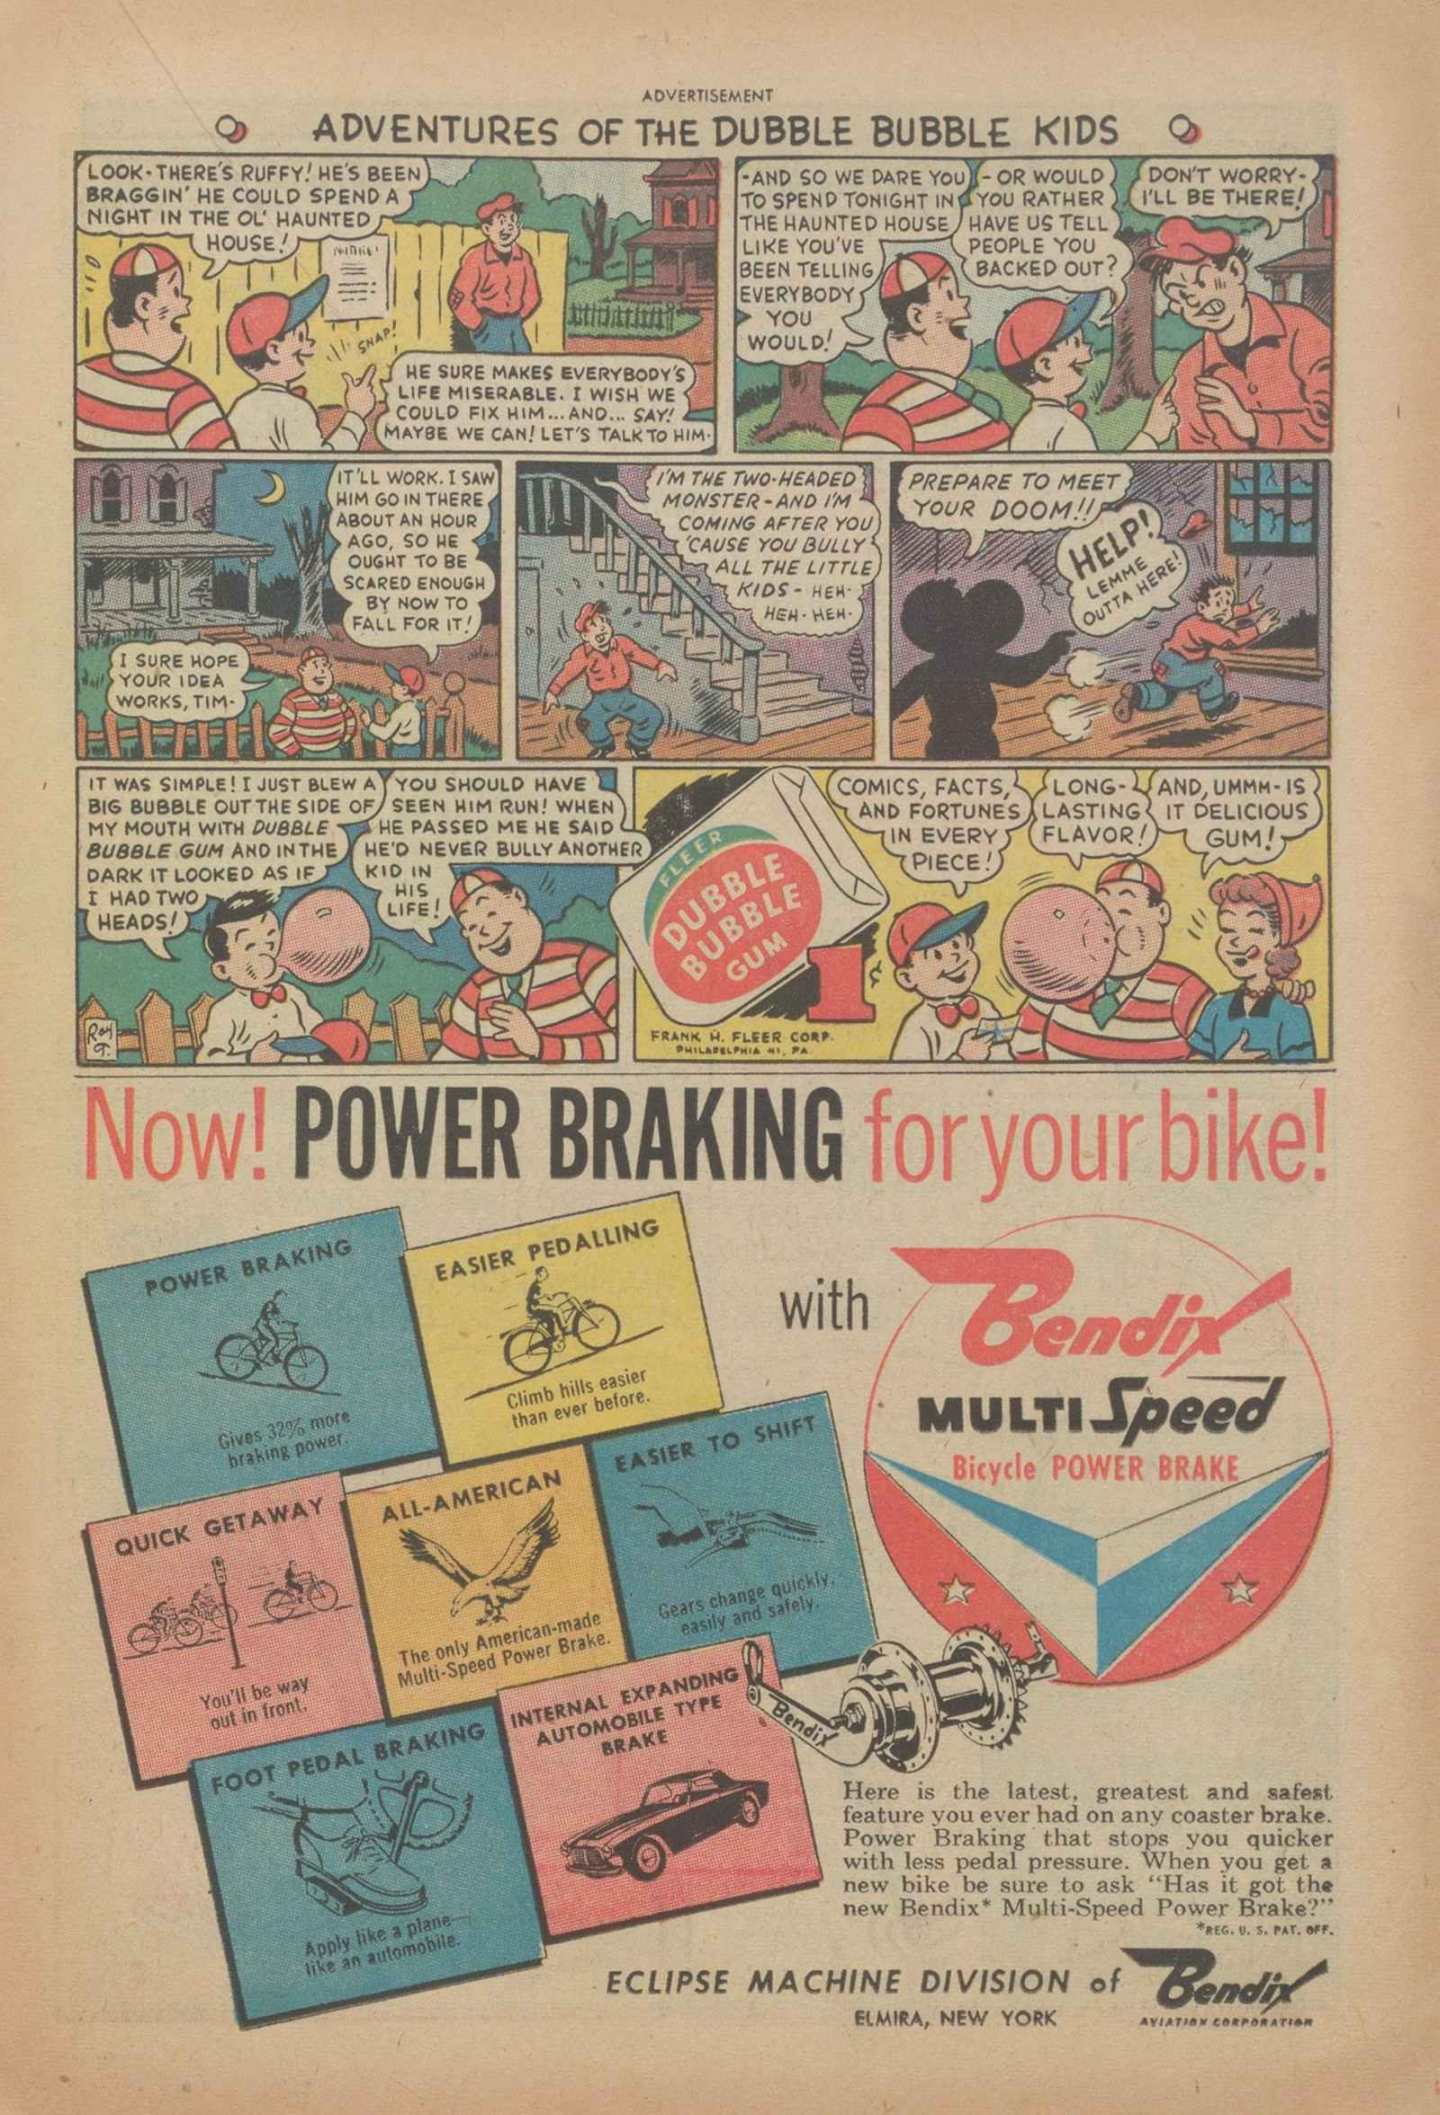 ADVERTISEMENT
ADVENTURES OF THE DUBBLE BUBBLE KIDS
LOOK-THERE'S RUFFY! HE'S BEEN
BRAGGIN' HE COULD SPEND A
NIGHT IN THE OL' HAUNTED
HOUSE!
NOTICE!
SNAP!
HE SURE MAKES EVERYBODY'S
LIFE MISERABLE. I WISH WE
COULD FIX HIM...AND... SAY!
MAYBE WE CAN! LET'S TALK TO HIM-
-AND SO WE DARE YOU
TO SPEND TONIGHT IN
THE HAUNTED HOUSE
LIKE YOU'VE
BEEN TELLING
EVERYBODY
YOU
WOULD!
- OR WOULD
YOU RATHER
HAVE US TELL
PEOPLE YOU
BACKED OUT?
DON'T WORRY-
I'LL BE THERE!
IT'LL WORK. I SAW
HIM GO IN THERE
ABOUT AN HOUR
AGO, SO HE
OUGHT TO BE
SCARED ENOUGH
BY NOW TO
FALL FOR IT!
I SURE HOPE
YOUR IDEA
WORKS, TIM-
I'M THE TWO-HEADED
MONSTER-AND I'M
COMING AFTER YOU
'CAUSE YOU BULLY
ALL THE LITTLE
KIDS- HEH-
HEH-HEH-
PREPARE TO MEET
YOUR DOOM!!
HELP!
LEMME
OUTTA HERE!
IT WAS SIMPLE! I JUST BLEW A
BIG BUBBLE OUT THE SIDE OF
MY MOUTH WITH DUBBLE
BUBBLE GUM AND IN THE
DARK IT LOOKED AS IF
I HAD TWO
HEADS!
YOU SHOULD HAVE
SEEN HIM RUN! WHEN
HE PASSED ME HE SAID
HE'D NEVER BULLY ANOTHER
KID IN
HIS
LIFE!
Ray
T.
FLEER
DUBBLE
BUBBLE
GUM
1¢
FRANK H. FLEER CORP.
PHILADELPHIA 41, PA.
COMICS, FACTS,
AND FORTUNES
IN EVERY
PIECE!
LONG-
LASTING
FLAVOR!
AND, UMMM-IS
IT DELICIOUS
GUM!
Now! POWER BRAKING for your bike!
POWER BRAKING
Gives 32% more
braking power.
EASIER PEDALLING
Climb hills easier
than ever before.
with
Bendix
MULTI Speed
Bicycle POWER BRAKE
QUICK GETAWAY
You'll be way
out in front.
ALL-AMERICAN
The only American-made
Multi-Speed Power Brake.
EASIER TO SHIFT
Gears change quickly,
easily and safely.
FOOT PEDAL BRAKING
Apply like a plane—
like an automobile.
INTERNAL EXPANDING
AUTOMOBILE TYPE
BRAKE
Bendix
Here is the latest, greatest and safest
feature you ever had on any coaster brake.
Power Braking that stops you quicker
with less pedal pressure. When you get a
new bike be sure to ask "Has it got the
new Bendix* Multi-Speed Power Brake?"
*REG. U. S. PAT. OFF.
ECLIPSE MACHINE DIVISION of
ELMIRA, NEW YORK
Bendix
AVIATION CORPORATION